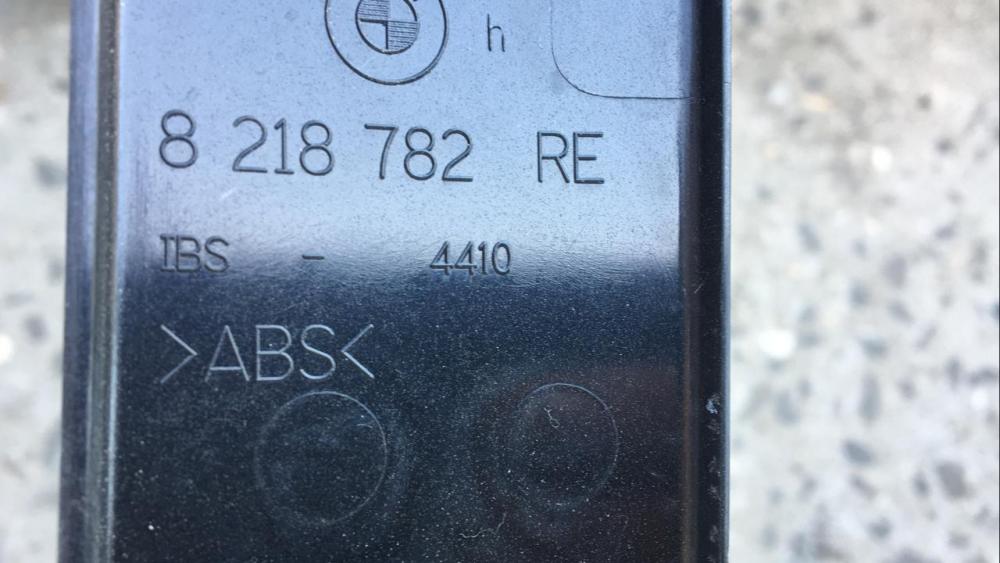 h
8 218 782 RE
IBS - 4410
>ABS<